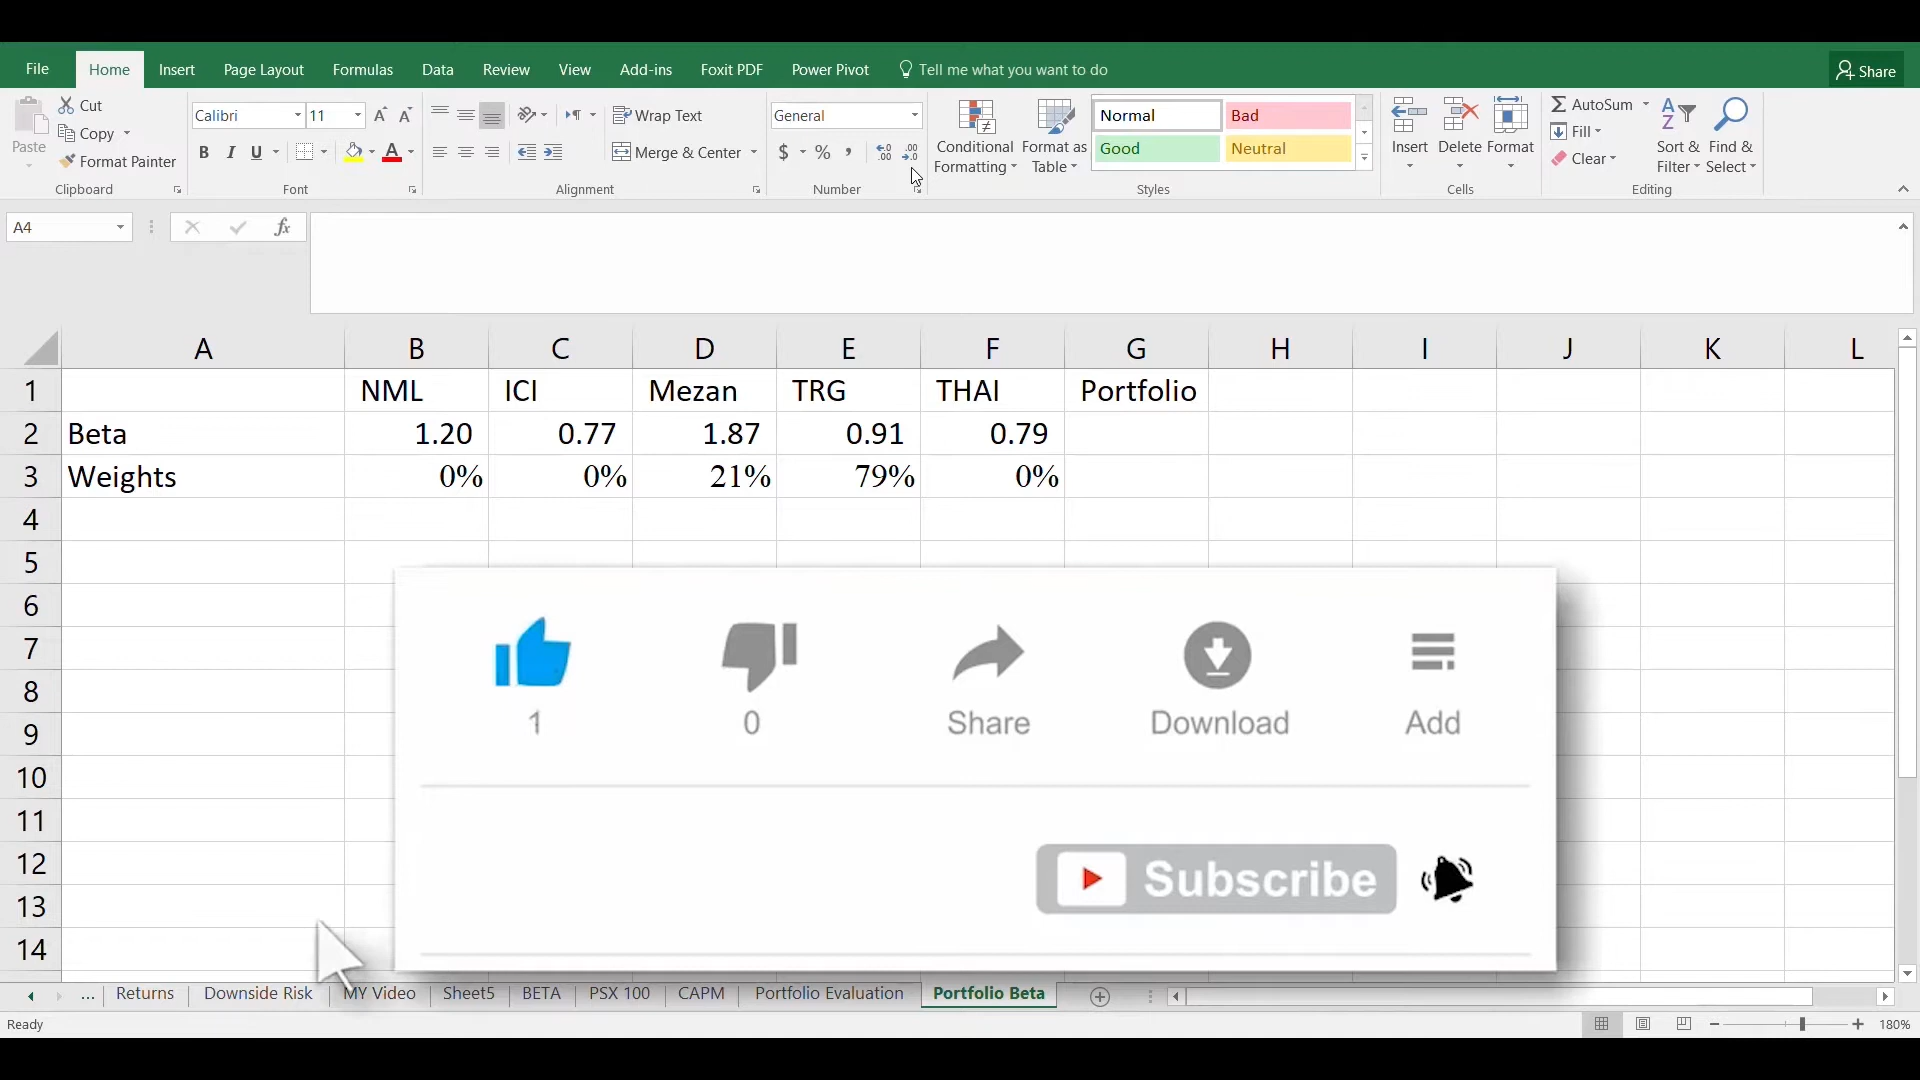 File Home Insert Page Layout Formulas Data Review View Add-ins Foxit PDF Power Pivot Tell me what you want to do Share
Paste Cut Copy Format Painter Clipboard
Calibri 11 B I U A Font
Wrap Text Merge & Center Alignment
General $ % , Number
Conditional Formatting Format as Table Normal Bad Good Neutral Styles
Insert Delete Format Cells
AutoSum Fill Clear Sort & Filter Find & Select Editing
A4 fx
A B C D E F G H I J K L
1 NML ICI Mezan TRG THAI Portfolio
2 Beta 1.20 0.77 1.87 0.91 0.79
3 Weights 0% 0% 21% 79% 0%
4
5
6
7
8
9
10
11
12
13
14
1 0 Share Download Add
Subscribe
... Returns Downside Risk MY Video Sheet5 BETA PSX 100 CAPM Portfolio Evaluation Portfolio Beta
Ready 180%